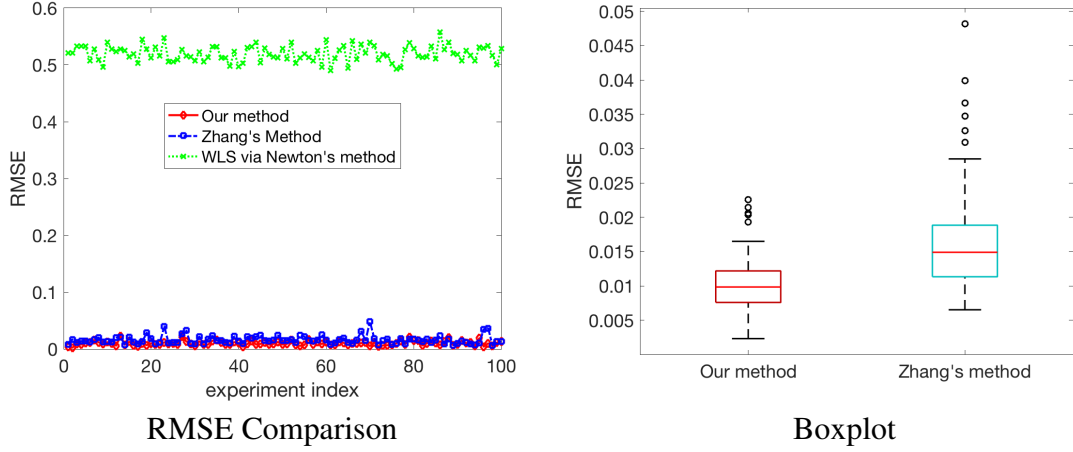 0.6
0.5
0.4
0.3
0.2
0.1
0
RMSE
Our method
Zhang's Method
WLS via Newton's method
0 20 40 60 80 100
experiment index
RMSE Comparison
0.05
0.045
0.04
0.035
0.03
0.025
0.02
0.015
0.01
0.005
RMSE
Our method Zhang's method
Boxplot